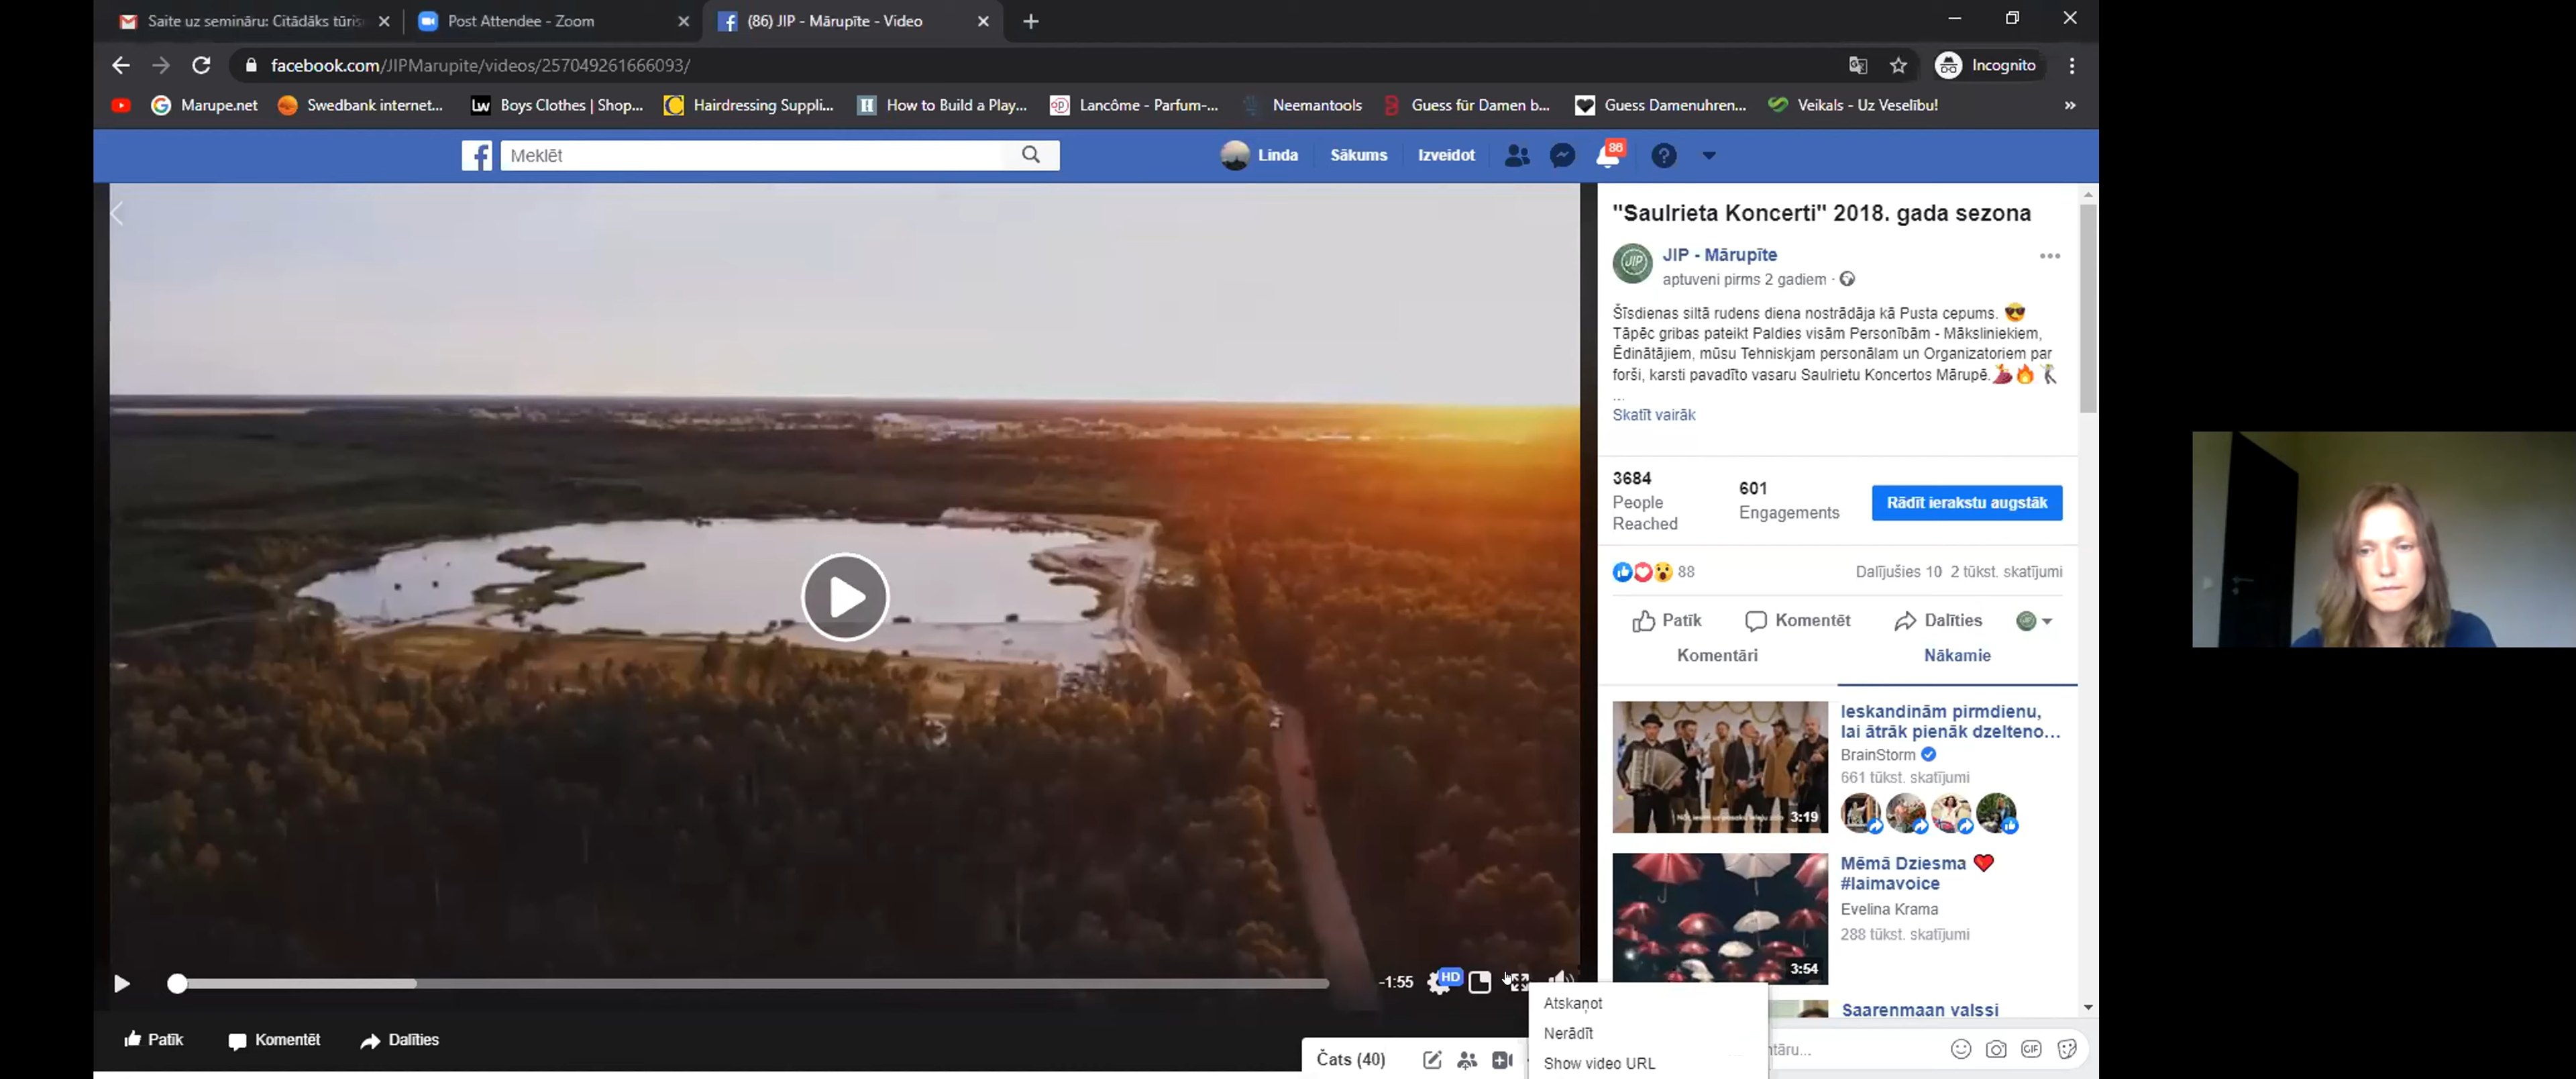 Saite uz semināru: Citādāks tūris
Post Attendee - Zoom
(86) JIP - Mārupīte - Video
facebook.com/JIPMarupite/videos/257049261666093/
Incognito
Marupe.net
Swedbank internet...
Lw
Boys Clothes | Shop...
Hairdressing Suppli...
How to Build a Play...
Lancôme - Parfum-...
Neemantools
Guess für Damen b...
Guess Damenuhren...
Veikals - Uz Veselību!
»
Meklēt
Linda
Sākums
Izveidot
86
"Saulrieta Koncerti" 2018. gada sezona
JIP
JIP - Mārupīte
aptuveni pirms 2 gadiem ·
Šīsdienas siltā rudens diena nostrādāja kā Pusta cepums.
Tāpēc gribas pateikt Paldies visām Personībām - Māksliniekiem,
Ēdinātājiem, mūsu Tehniskjam personālam un Organizatoriem par
forši, karsti pavadīto vasaru Saulrietu Koncertos Mārupē.
...
Skatīt vairāk
3684
People
Reached
601
Engagements
Rādīt ierakstu augstāk
88
Dalījušies 10 2 tūkst. skatījumi
Patīk
Komentēt
Dalīties
Komentāri
Nākamie
Ieskandinām pirmdienu,
lai ātrāk pienāk dzelteno...
BrainStorm
661 tūkst. skatījumi
3:19
Mēmā Dziesma
#laimavoice
Evelina Krama
288 tūkst. skatījumi
3:54
Saarenmaan valssi
-1:55
HD
Atskaņot
Nerādīt
Show video URL
Patīk
Komentēt
Dalīties
Čats (40)
ntāru...
GIF